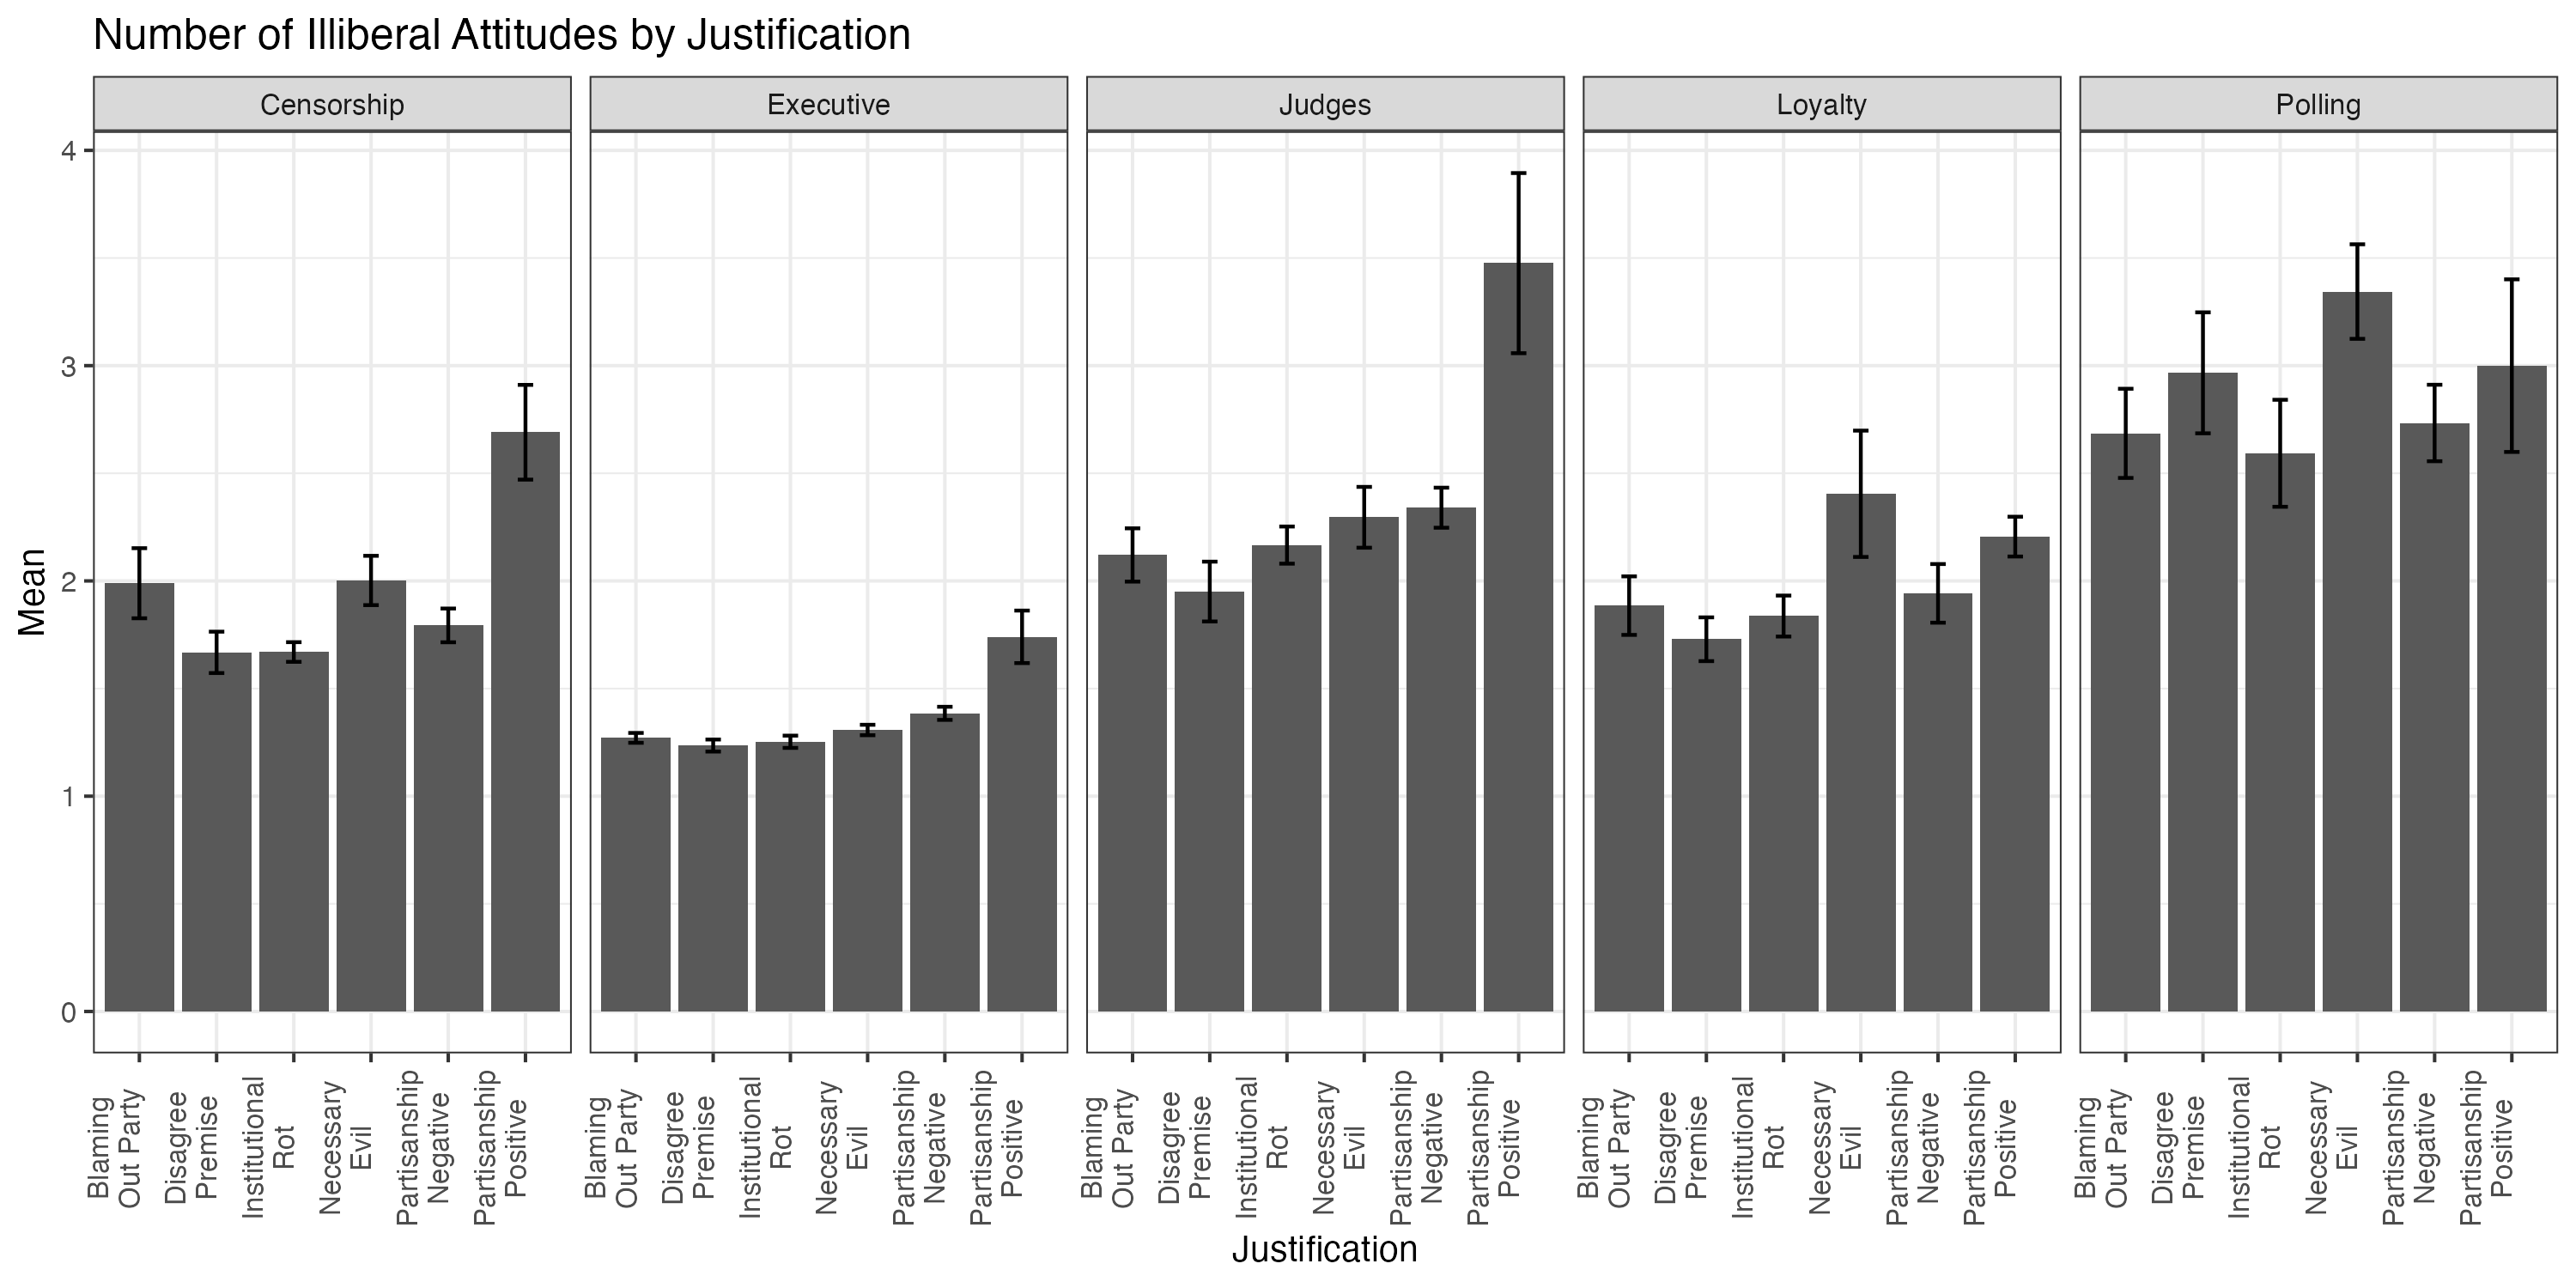 Number of Illiberal Attitudes by Justification
Censorship
Executive
Judges
Loyalty
Polling
Mean
4
3
2
1
0
Blaming
Out Party
Disagree
Premise
Institutional
Rot
Necessary
Evil
Partisanship
Negative
Partisanship
Positive
Blaming
Out Party
Disagree
Premise
Institutional
Rot
Necessary
Evil
Partisanship
Negative
Partisanship
Positive
Blaming
Out Party
Disagree
Premise
Institutional
Rot
Necessary
Evil
Partisanship
Negative
Partisanship
Positive
Blaming
Out Party
Disagree
Premise
Institutional
Rot
Necessary
Evil
Partisanship
Negative
Partisanship
Positive
Blaming
Out Party
Disagree
Premise
Institutional
Rot
Necessary
Evil
Partisanship
Negative
Partisanship
Positive
Justification